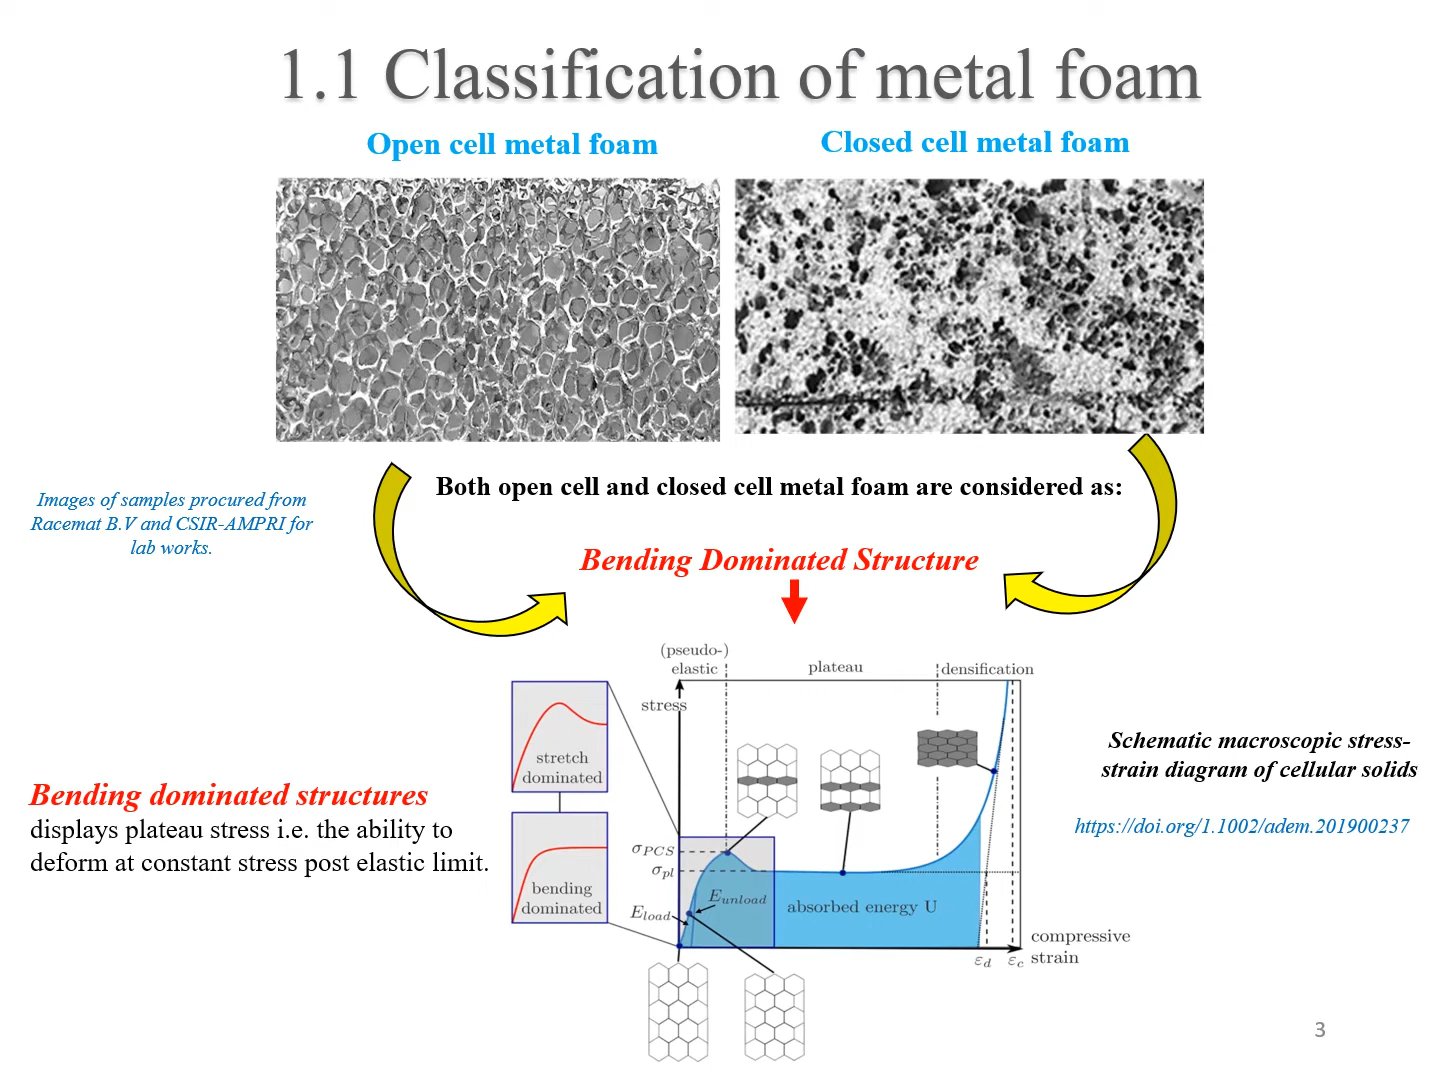 1.1 Classification of metal foam
Open cell metal foam
Closed cell metal foam
Images of samples procured from
Racemat B.V and CSIR-AMPRI for
lab works.
Both open cell and closed cell metal foam are considered as:
Bending Dominated Structure
Bending dominated structures
displays plateau stress i.e. the ability to
deform at constant stress post elastic limit.
(pseudo-)
elastic
plateau
densification
stress
stretch
dominated
bending
dominated
σPCS
σpl
Eload
Eunload
absorbed energy U
εd
εc
compressive
strain
Schematic macroscopic stress-
strain diagram of cellular solids
https://doi.org/1.1002/adem.201900237
3